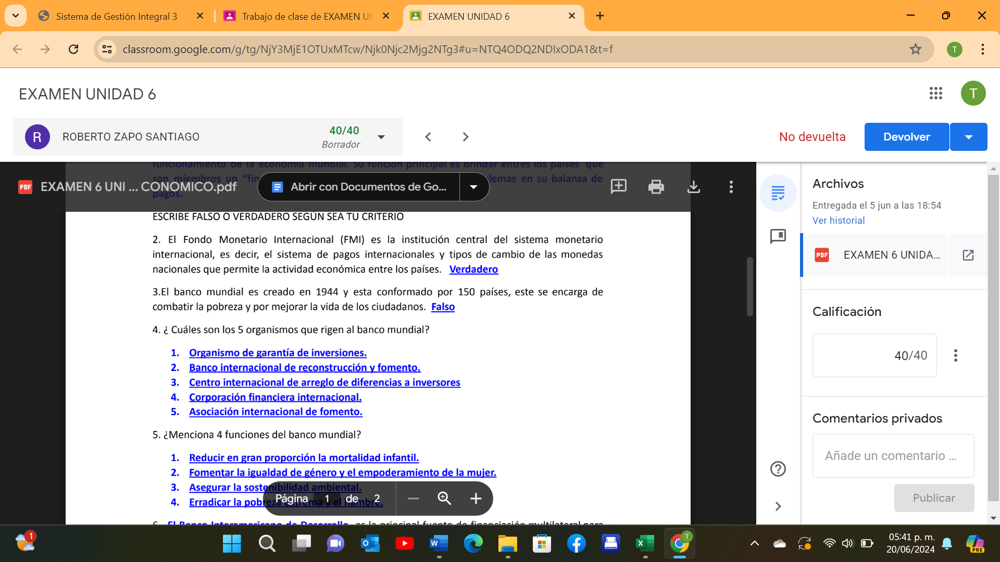 Sistema de Gestión Integral 3
Trabajo de clase de EXAMEN UN
EXAMEN UNIDAD 6
classroom.google.com/g/tg/NjY3MjE1OTUxMTcw/Njk0Njc2Mjg2NTg3#u=NTQ4ODQ2NDIxODA1&t=f
T
EXAMEN UNIDAD 6
T
R
ROBERTO ZAPO SANTIAGO
40/40
Borrador
No devuelta
Devolver
funcionamiento de la economía mundial. Su función principal es brindar entres los países que
son miembros un “fin
lemas en su balanza de
pagos.
PDF
EXAMEN 6 UNI ... CONOMICO.pdf
Abrir con Documentos de Go...
ESCRIBE FALSO O VERDADERO SEGÚN SEA TU CRITERIO
2. El Fondo Monetario Internacional (FMI) es la institución central del sistema monetario
internacional, es decir, el sistema de pagos internacionales y tipos de cambio de las monedas
nacionales que permite la actividad económica entre los países. Verdadero
3.El banco mundial es creado en 1944 y esta conformado por 150 países, este se encarga de
combatir la pobreza y por mejorar la vida de los ciudadanos. Falso
4. ¿ Cuáles son los 5 organismos que rigen al banco mundial?
1. Organismo de garantía de inversiones.
2. Banco internacional de reconstrucción y fomento.
3. Centro internacional de arreglo de diferencias a inversores
4. Corporación financiera internacional.
5. Asociación internacional de fomento.
5. ¿Menciona 4 funciones del banco mundial?
1. Reducir en gran proporción la mortalidad infantil.
2. Fomentar la igualdad de género y el empoderamiento de la mujer.
3. Asegurar la sostenibilidad ambiental.
4. Erradicar la pobreza extrema y el hambre.
Página 1 de 2
6. El Banco Interamericano de Desarrollo es la principal fuente de financiación multilateral para
Archivos
Entregada el 5 jun a las 18:54
Ver historial
PDF
EXAMEN 6 UNIDA...
Calificación
40/40
Comentarios privados
Añade un comentario ...
Publicar
1
05:41 p. m.
20/06/2024
PRE